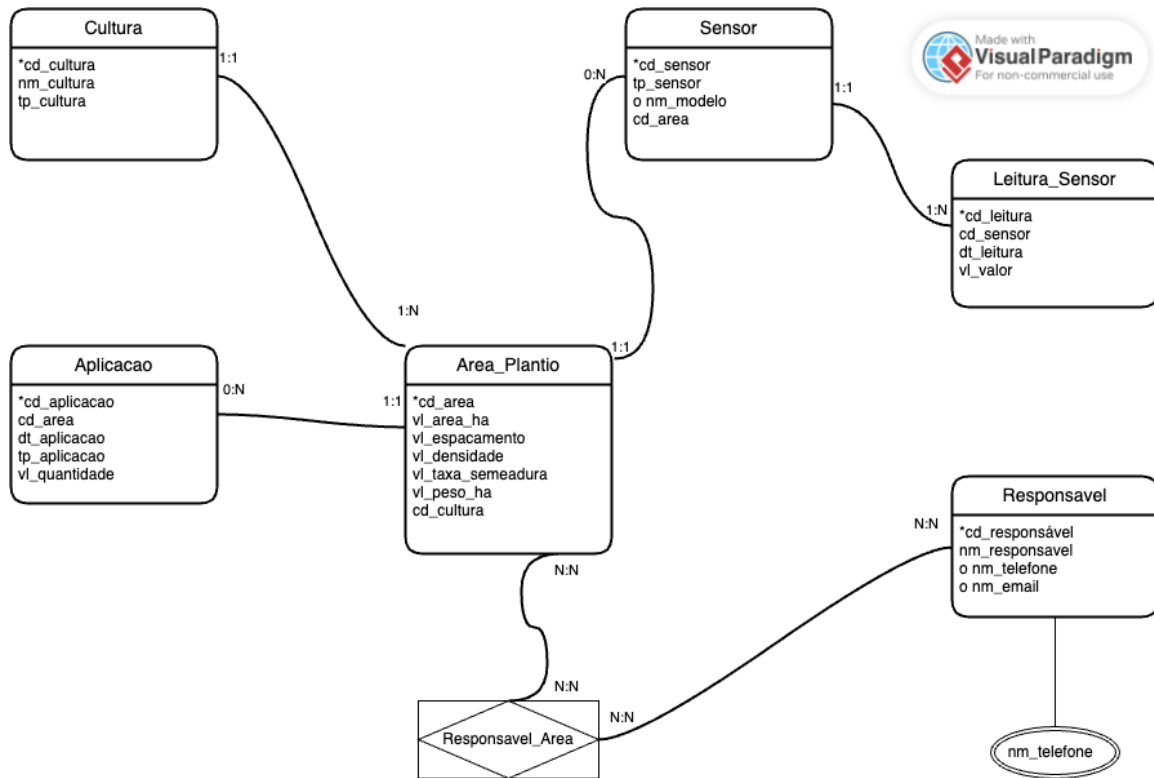 Cultura
*cd_cultura
nm_cultura
tp_cultura
1:1
Sensor
*cd_sensor
tp_sensor
o nm_modelo
cd_area
0:N
1:1
Made with
Visual Paradigm
For non-commercial use
Leitura_Sensor
*cd_leitura
cd_sensor
dt_leitura
vl_valor
1:N
1:N
1:1
Aplicacao
*cd_aplicacao
cd_area
dt_aplicacao
tp_aplicacao
vl_quantidade
0:N
1:1
Area_Plantio
*cd_area
vl_area_ha
vl_espacamento
vl_densidade
vl_taxa_semeadura
vl_peso_ha
cd_cultura
N:N
Responsavel
*cd_responsável
nm_responsavel
o nm_telefone
o nm_email
N:N
N:N
N:N
Responsavel_Area
nm_telefone